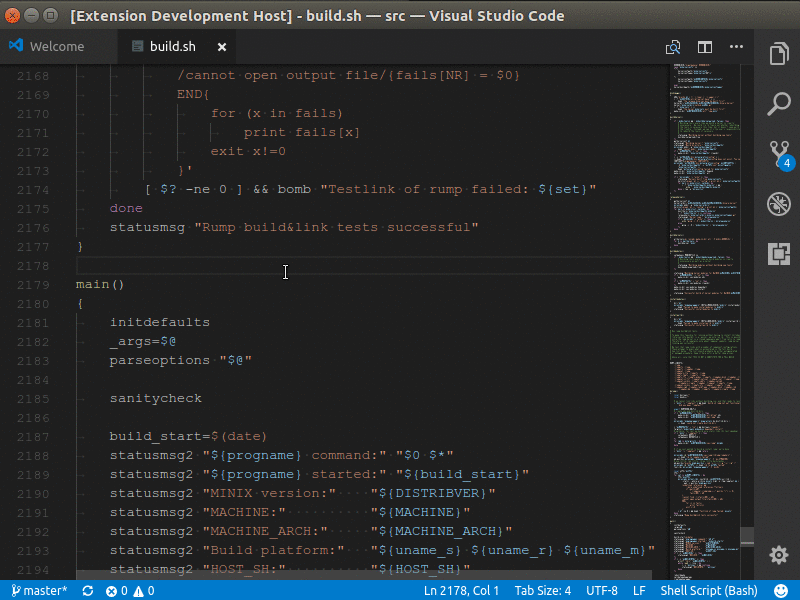 [Extension Development Host] - build.sh — src — Visual Studio Code
Welcome build.sh
2168 /cannot open output file/{fails[NR] = $0}
2169 END{
2170 for (x in fails)
2171 print fails[x]
2172 exit x!=0
2173 }'
2174 [ $? -ne 0 ] && bomb "Testlink of rump failed: ${set}"
2175 done
2176 statusmsg "Rump build&link tests successful"
2177 }
2178
2179 main()
2180 {
2181 initdefaults
2182 _args=$@
2183 parseoptions "$@"
2184
2185 sanitycheck
2186
2187 build_start=$(date)
2188 statusmsg2 "${progname} command:" "$0 $*"
2189 statusmsg2 "${progname} started:" "${build_start}"
2190 statusmsg2 "MINIX version:" "${DISTRIBVER}"
2191 statusmsg2 "MACHINE:" "${MACHINE}"
2192 statusmsg2 "MACHINE_ARCH:" "${MACHINE_ARCH}"
2193 statusmsg2 "Build platform:" "${uname_s} ${uname_r} ${uname_m}"
2194 statusmsg2 "HOST_SH:" "${HOST_SH}"
4
master* 0 0 Ln 2178, Col 1 Tab Size: 4 UTF-8 LF Shell Script (Bash)